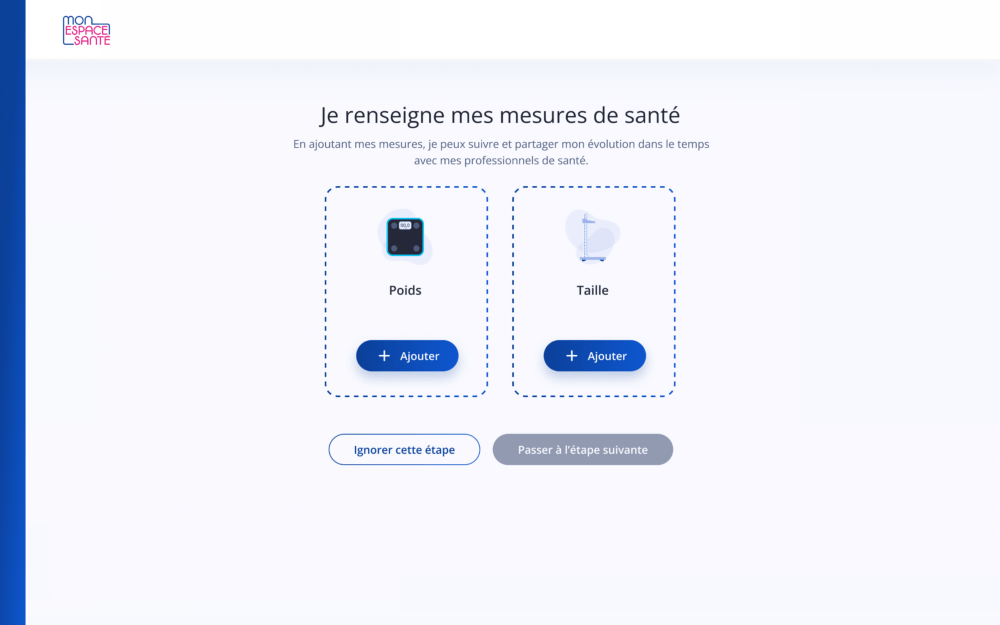 mon
ESPACE
SANTÉ
Je renseigne mes mesures de santé
En ajoutant mes mesures, je peux suivre et partager mon évolution dans le temps
avec mes professionnels de santé.
00,0
Poids
Taille
Ajouter
Ajouter
Ignorer cette étape
Passer à l'étape suivante